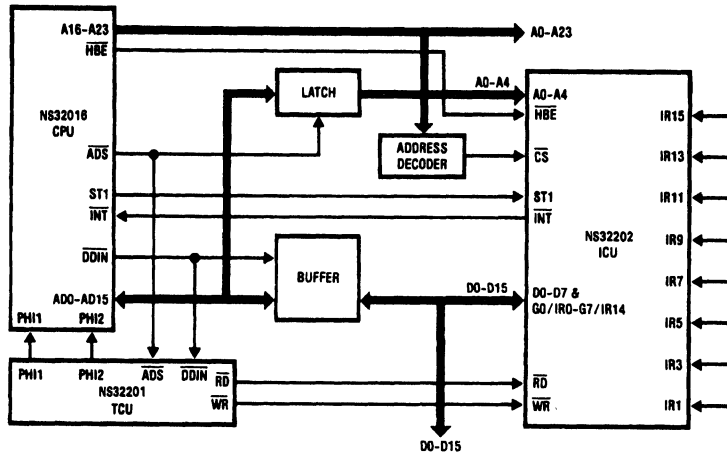 A16-A23
A0-A23
HBE
LATCH
A0-A4
A0-A4
HBE
IR15
NS32016
CPU
ADS
ADDRESS
DECODER
CS
IR13
ST1
ST1
IR11
INT
INT
NS32202
ICU
IR9
DDIN
BUFFER
IR7
AD0-AD15
D0-D15
D0-D7 &
G0/IR0-G7/IR14
IR5
PHI1
PHI2
PHI1
PHI2
ADS
DDIN
RD
RD
IR3
NS32201
TCU
WR
WR
IR1
D0-D15